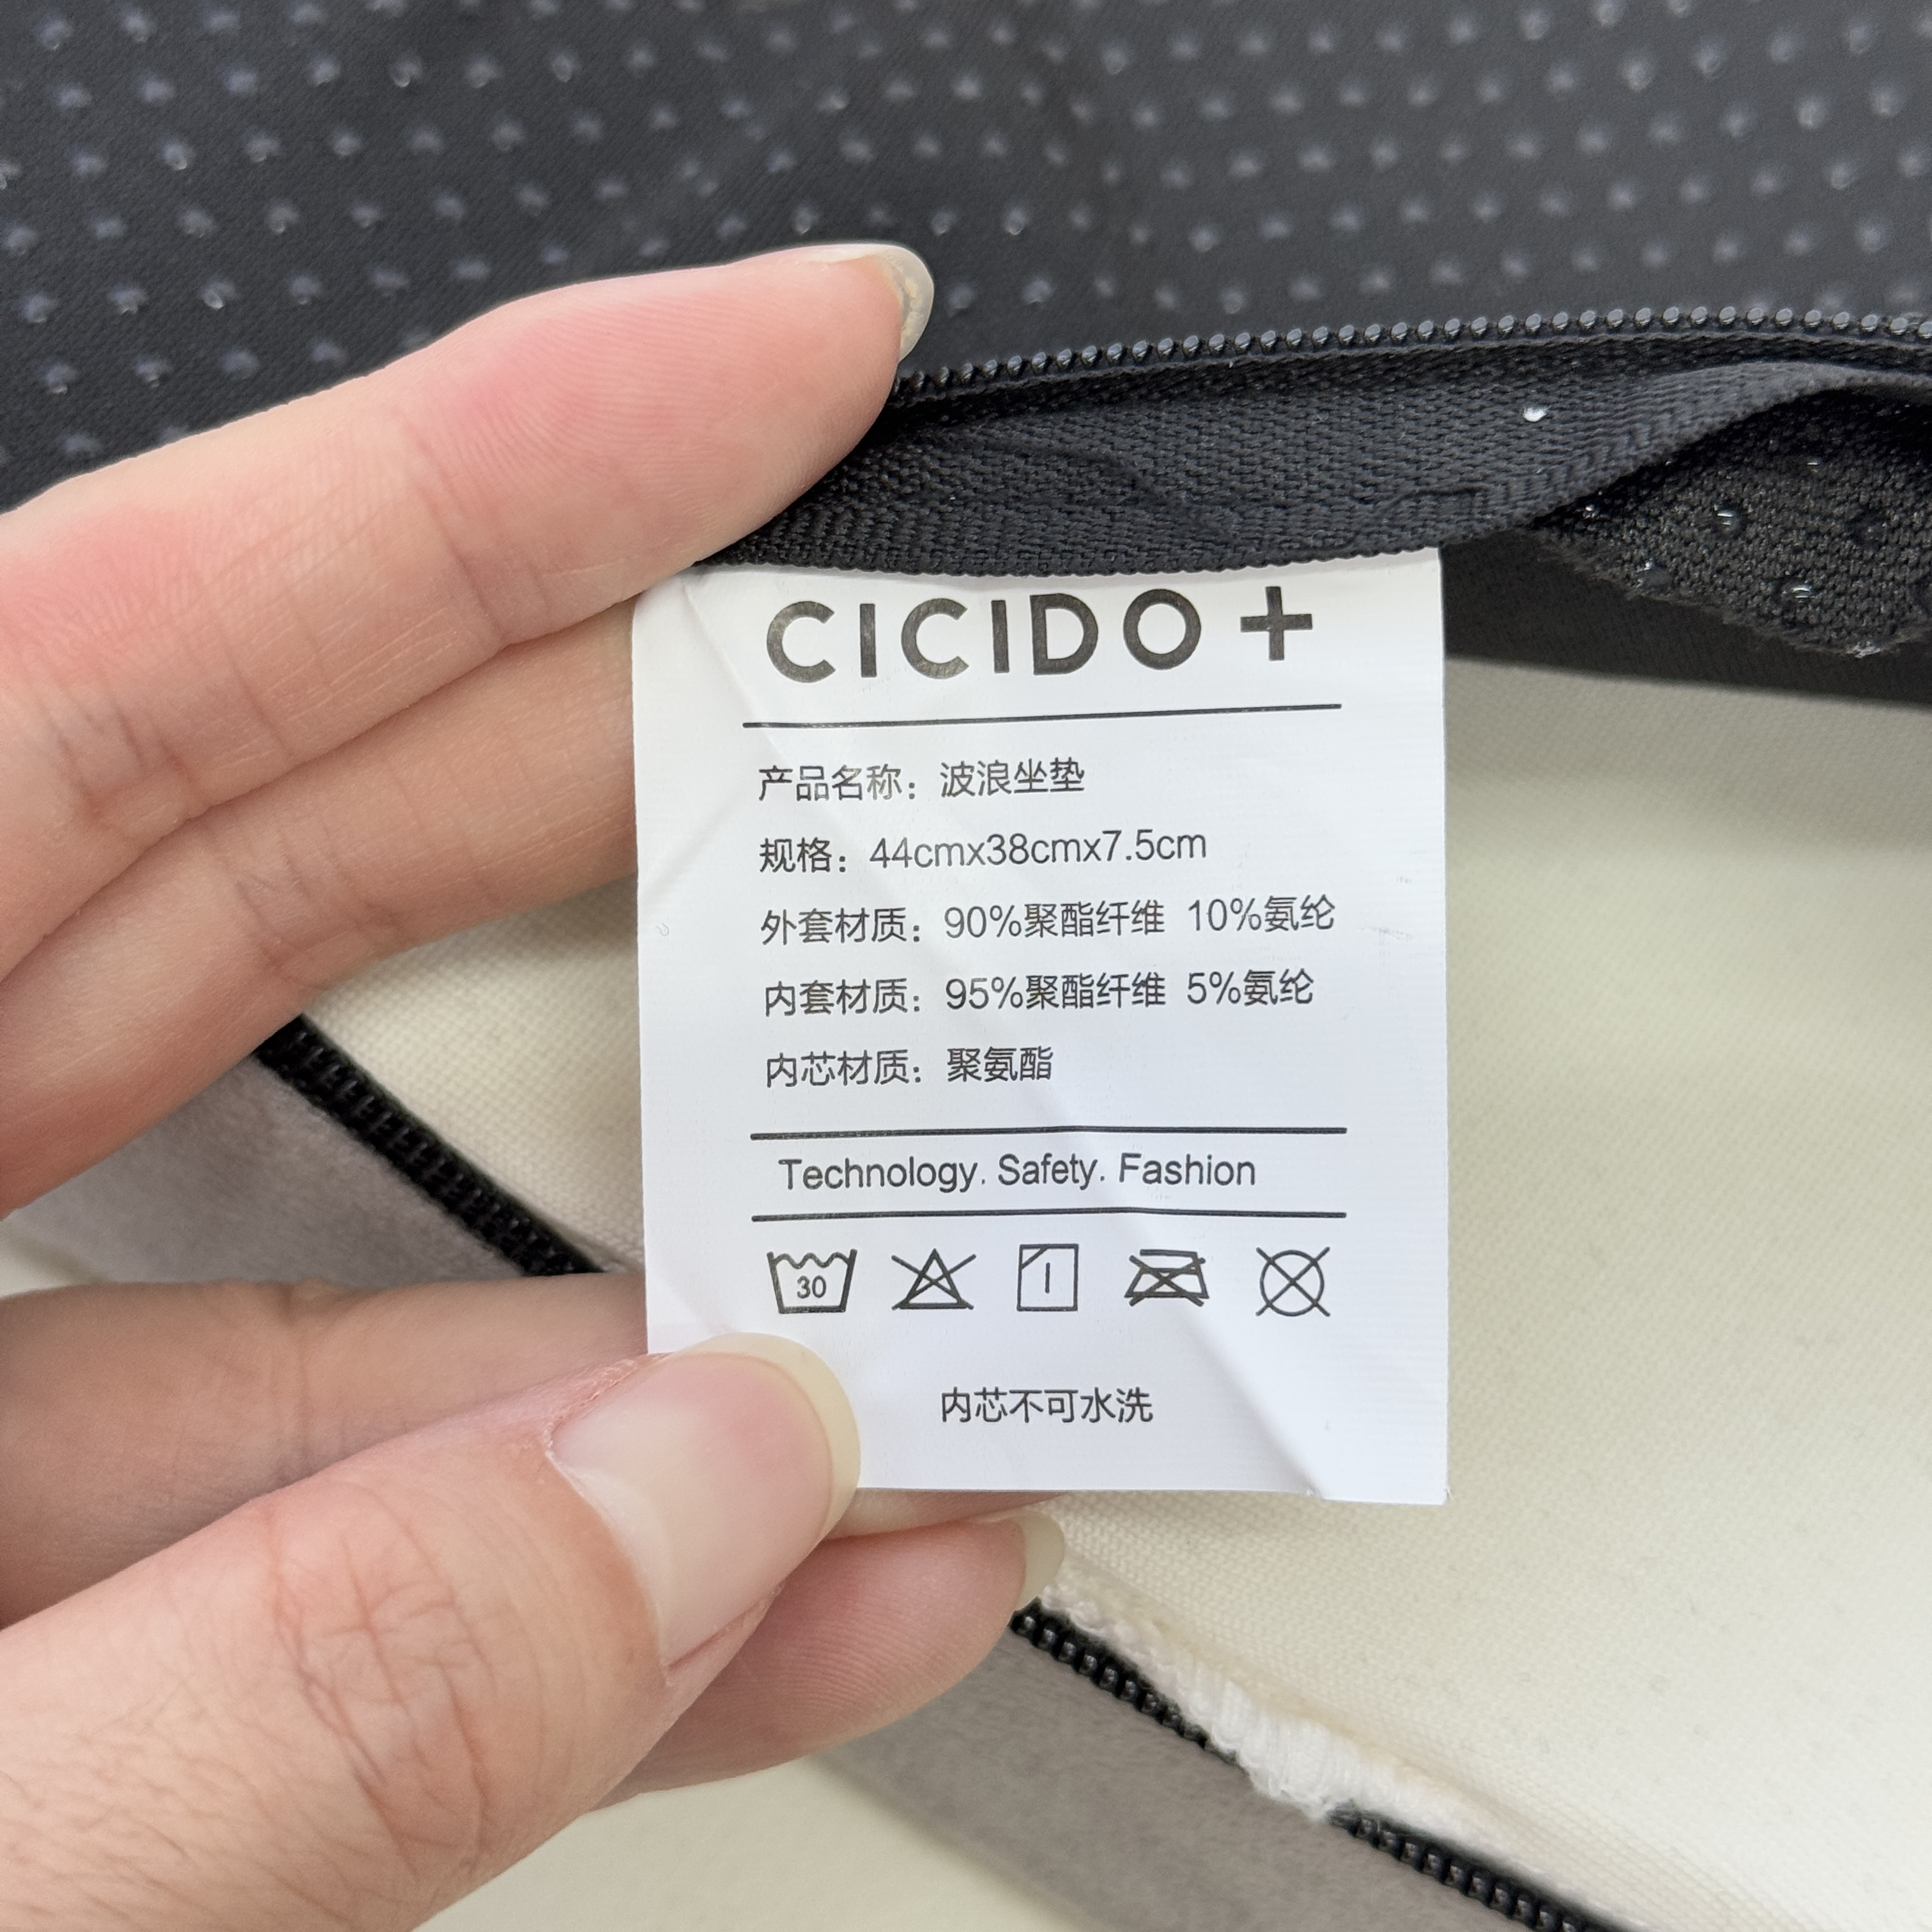 CICIDO+
产品名称：波浪坐垫
规格：44cmx38cmx7.5cm
外套材质：90%聚酯纤维 10%氨纶
内套材质：95%聚酯纤维 5%氨纶
内芯材质：聚氨酯
Technology. Safety. Fashion
30
内芯不可水洗